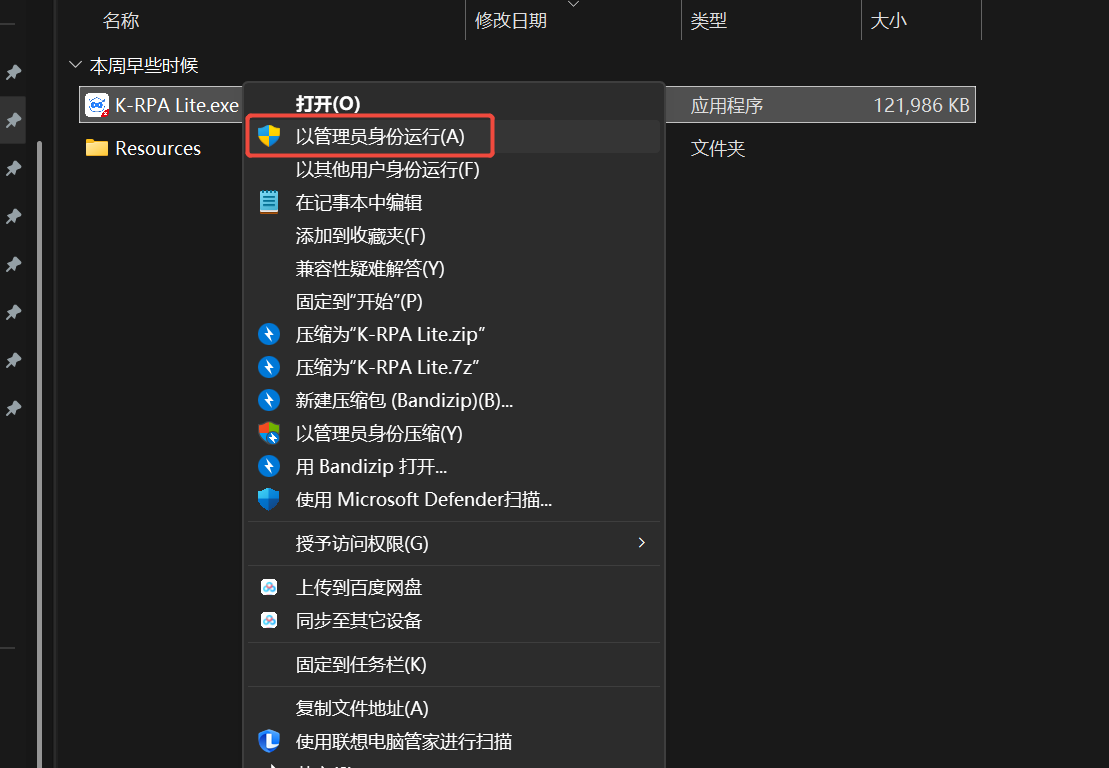 名称 修改日期 类型 大小
本周早些时候
K-RPA Lite.exe 应用程序 121,986 KB
Resources 文件夹
打开(O)
以管理员身份运行(A)
以其他用户身份运行(F)
在记事本中编辑
添加到收藏夹(F)
兼容性疑难解答(Y)
固定到“开始”(P)
压缩为“K-RPA Lite.zip”
压缩为“K-RPA Lite.7z”
新建压缩包 (Bandizip)(B)...
以管理员身份压缩(Y)
用 Bandizip 打开...
使用 Microsoft Defender扫描...
授予访问权限(G)
上传到百度网盘
同步至其它设备
固定到任务栏(K)
复制文件地址(A)
使用联想电脑管家进行扫描